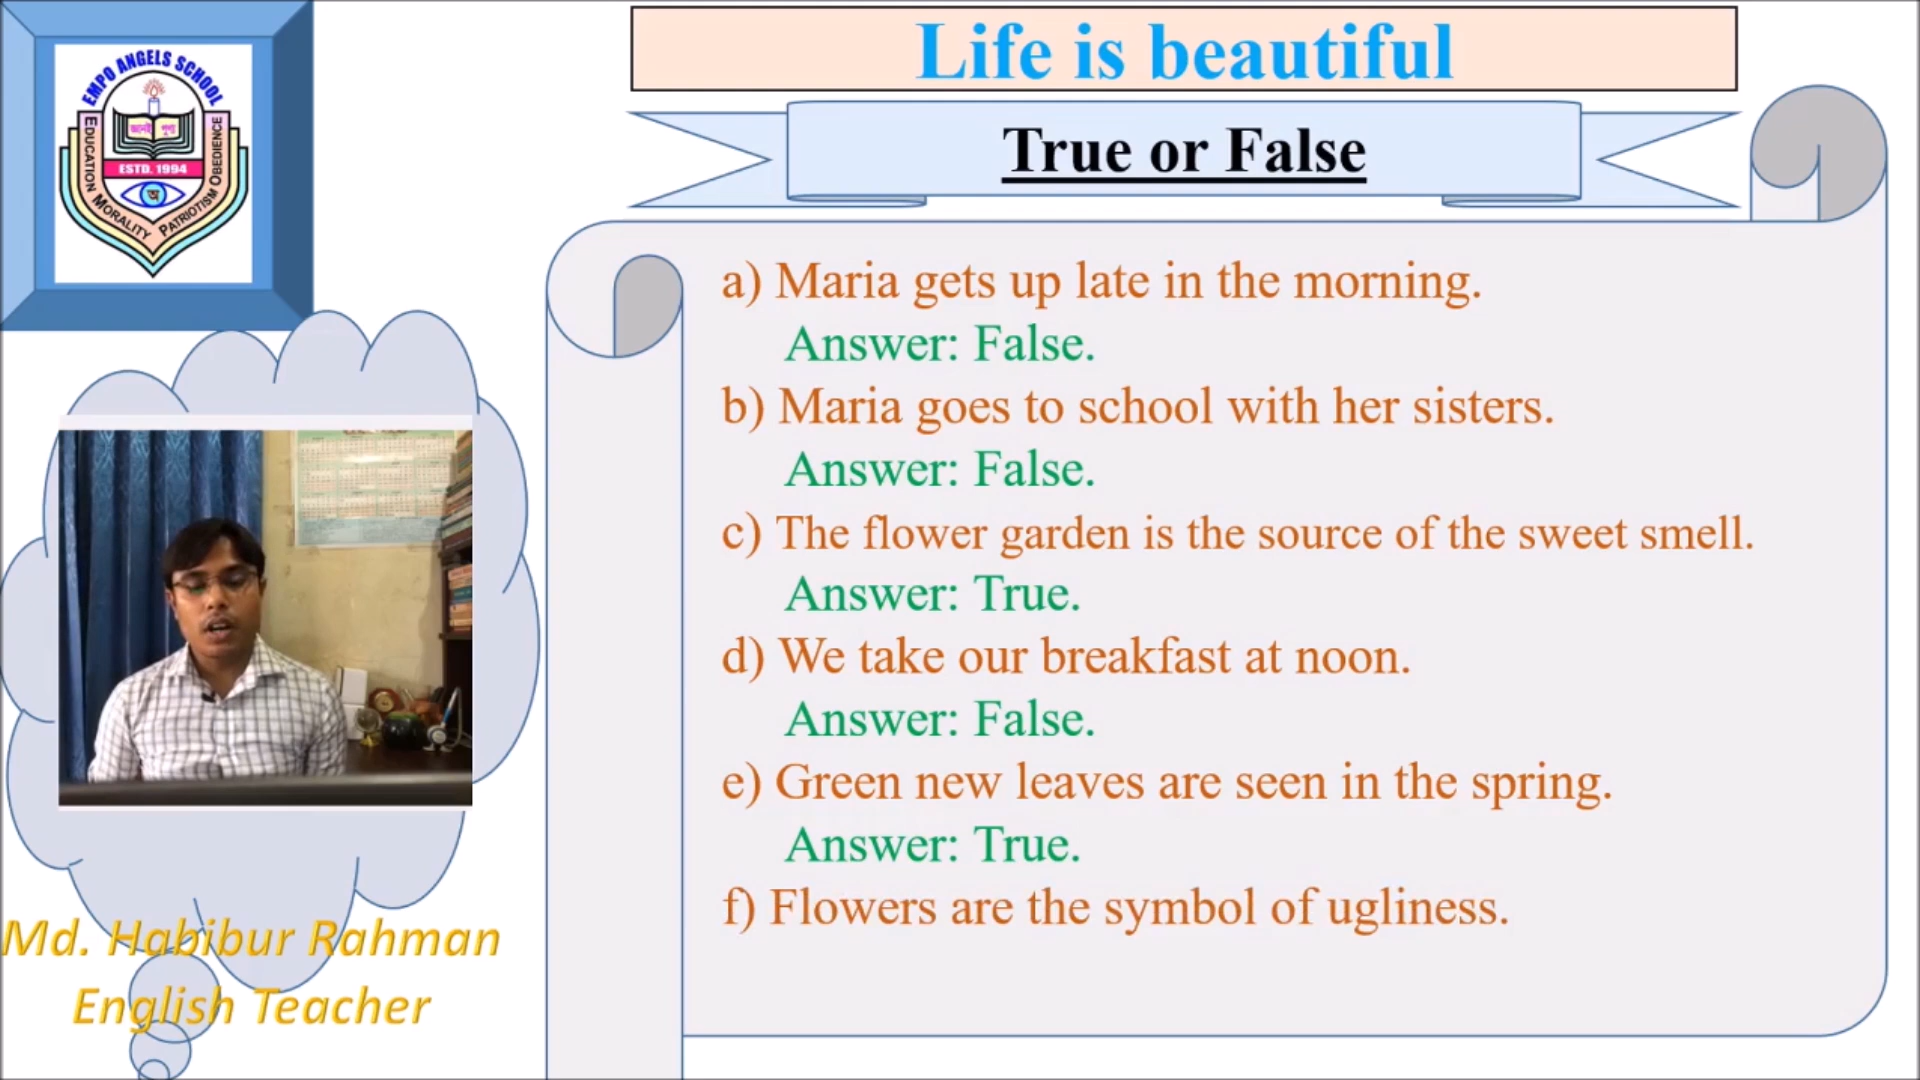 EMPO ANGELS SCHOOL
জানই পূণ্য
ESTD. 1994
অ
EDUCATION MORALITY PATRIOTISM OBEDIENCE
Life is beautiful
True or False
a) Maria gets up late in the morning.
Answer: False.
b) Maria goes to school with her sisters.
Answer: False.
c) The flower garden is the source of the sweet smell.
Answer: True.
d) We take our breakfast at noon.
Answer: False.
e) Green new leaves are seen in the spring.
Answer: True.
f) Flowers are the symbol of ugliness.
Md. Habibur Rahman
English Teacher